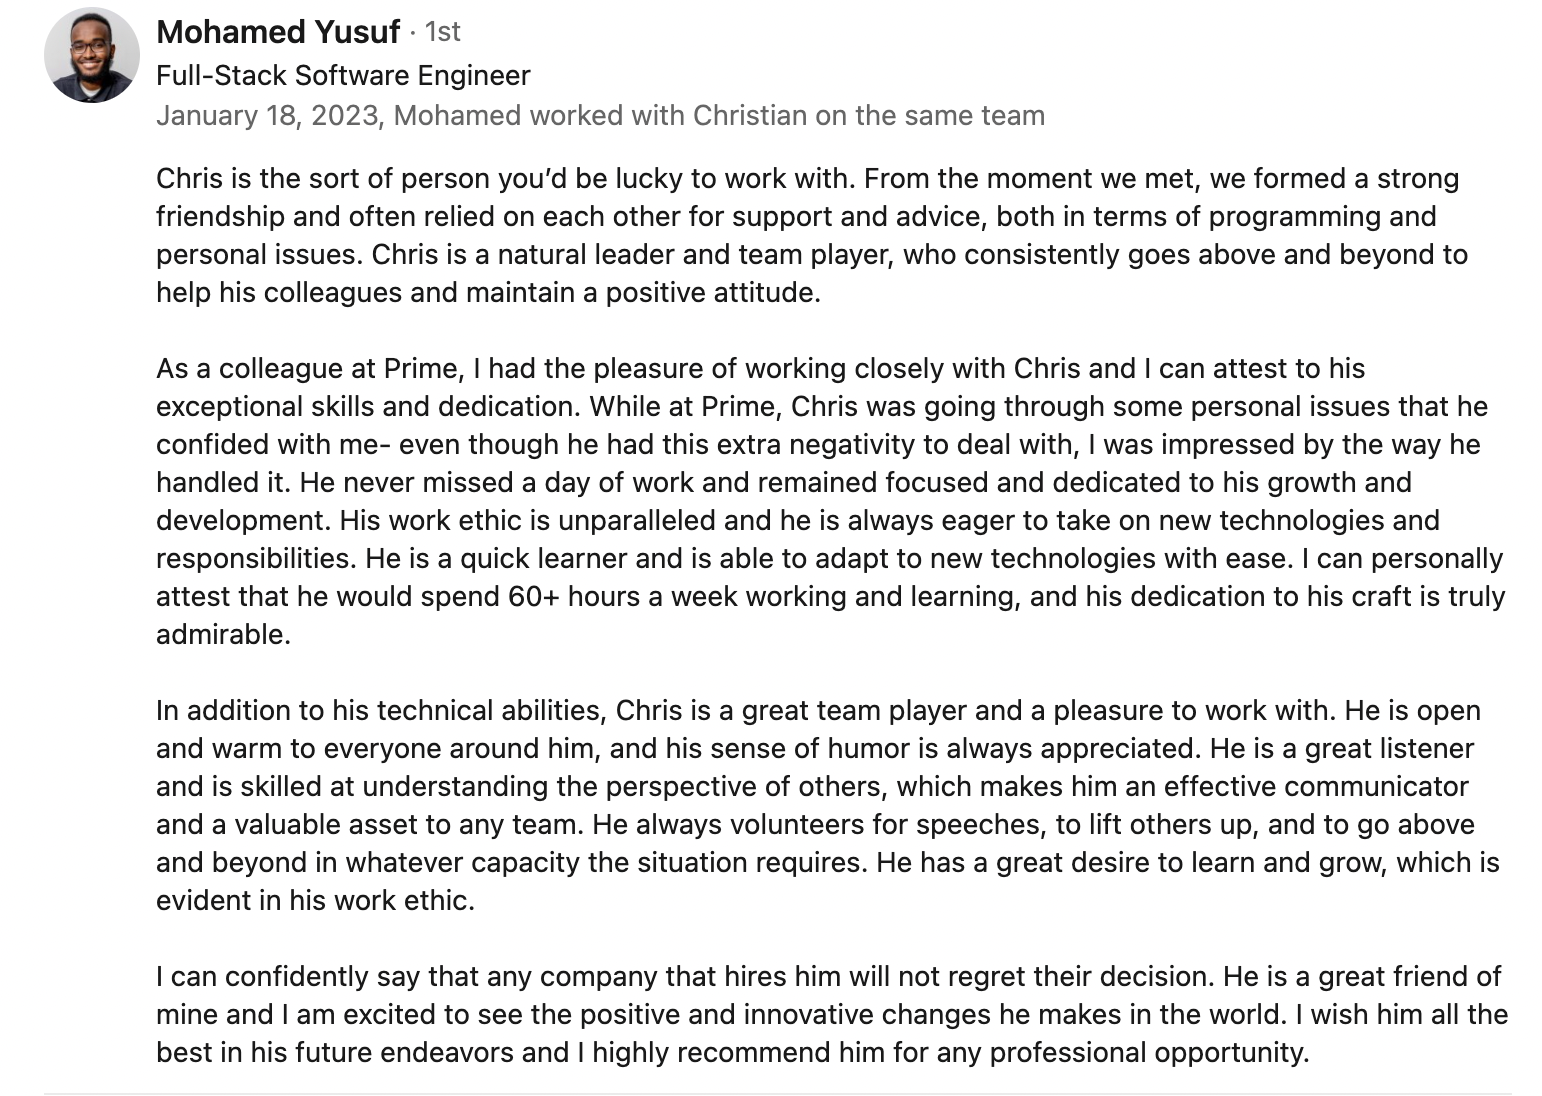 Mohamed Yusuf · 1st
Full-Stack Software Engineer
January 18, 2023, Mohamed worked with Christian on the same team
Chris is the sort of person you’d be lucky to work with. From the moment we met, we formed a strong
friendship and often relied on each other for support and advice, both in terms of programming and
personal issues. Chris is a natural leader and team player, who consistently goes above and beyond to
help his colleagues and maintain a positive attitude.
As a colleague at Prime, I had the pleasure of working closely with Chris and I can attest to his
exceptional skills and dedication. While at Prime, Chris was going through some personal issues that he
confided with me- even though he had this extra negativity to deal with, I was impressed by the way he
handled it. He never missed a day of work and remained focused and dedicated to his growth and
development. His work ethic is unparalleled and he is always eager to take on new technologies and
responsibilities. He is a quick learner and is able to adapt to new technologies with ease. I can personally
attest that he would spend 60+ hours a week working and learning, and his dedication to his craft is truly
admirable.
In addition to his technical abilities, Chris is a great team player and a pleasure to work with. He is open
and warm to everyone around him, and his sense of humor is always appreciated. He is a great listener
and is skilled at understanding the perspective of others, which makes him an effective communicator
and a valuable asset to any team. He always volunteers for speeches, to lift others up, and to go above
and beyond in whatever capacity the situation requires. He has a great desire to learn and grow, which is
evident in his work ethic.
I can confidently say that any company that hires him will not regret their decision. He is a great friend of
mine and I am excited to see the positive and innovative changes he makes in the world. I wish him all the
best in his future endeavors and I highly recommend him for any professional opportunity.